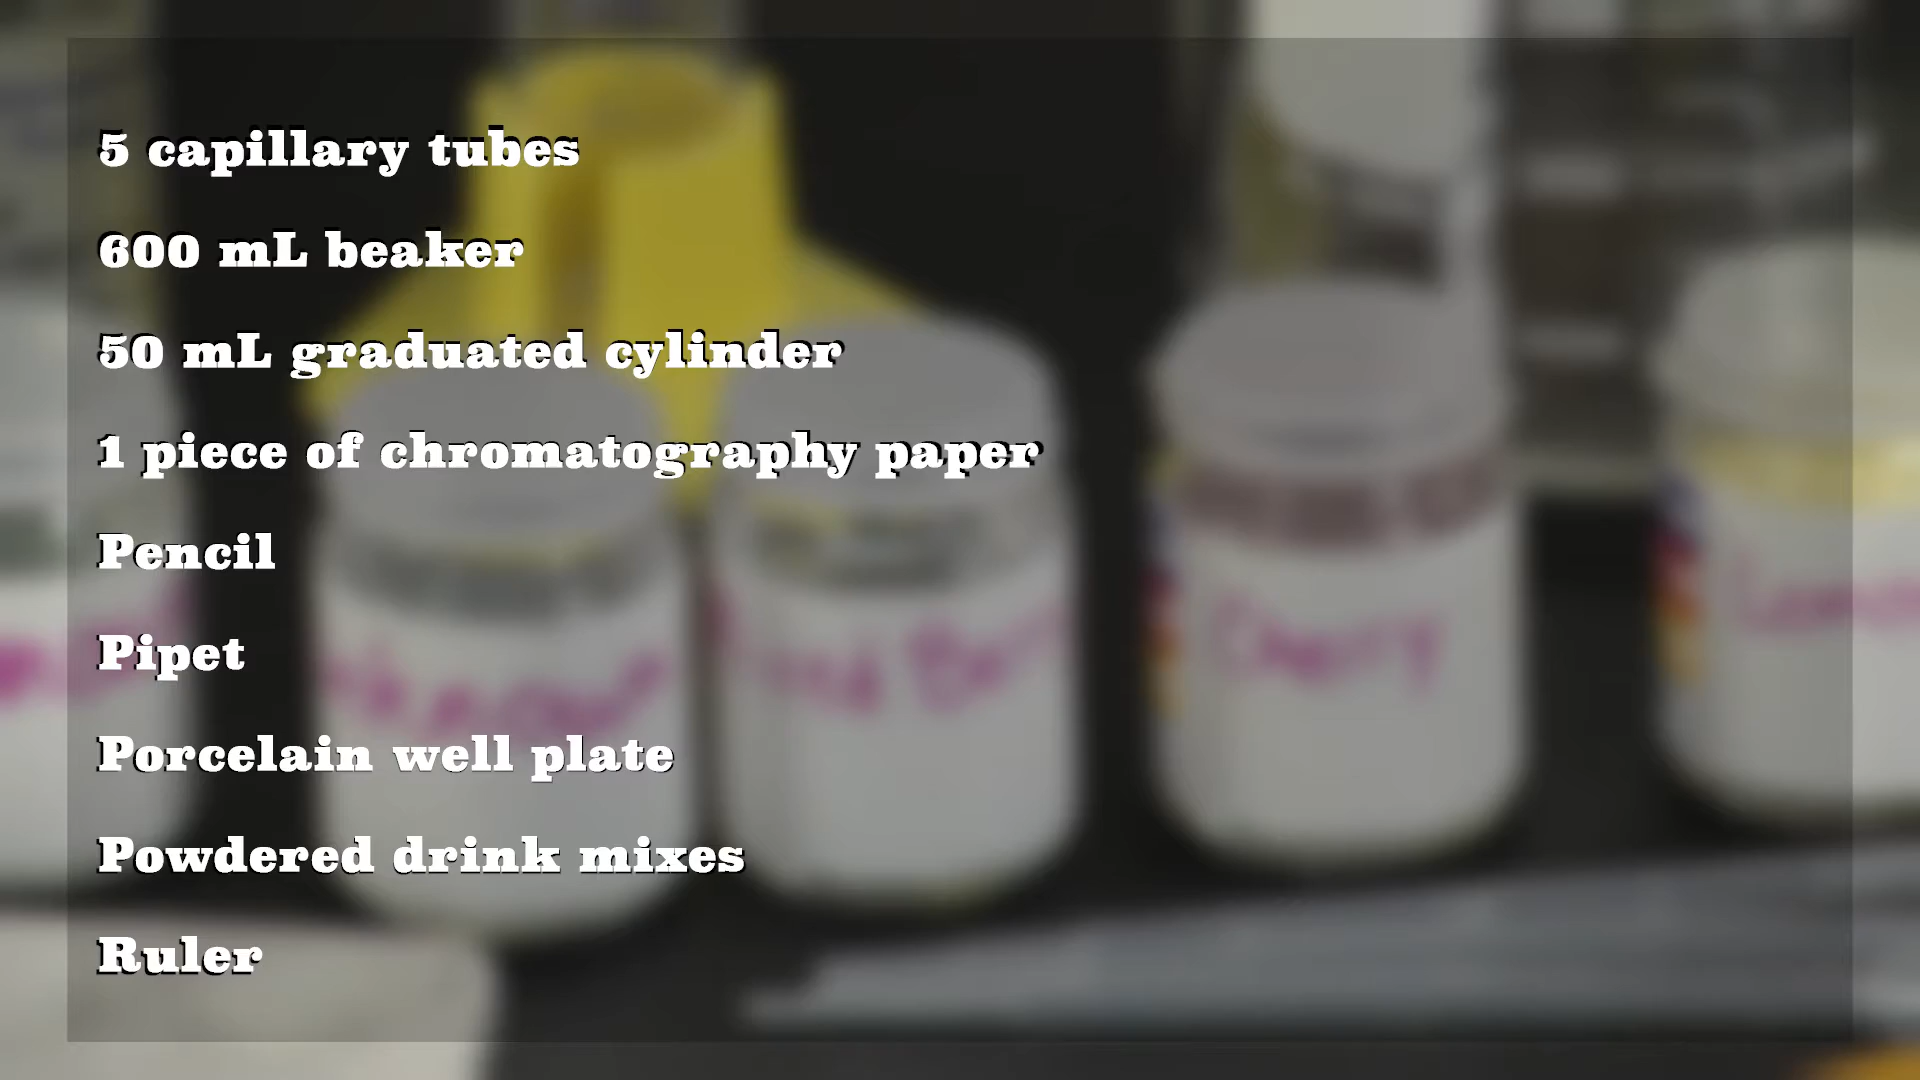 5 capillary tubes
600 mL beaker
50 mL graduated cylinder
1 piece of chromatography paper
Pencil
Pipet
Porcelain well plate
Powdered drink mixes
Ruler
Cherry